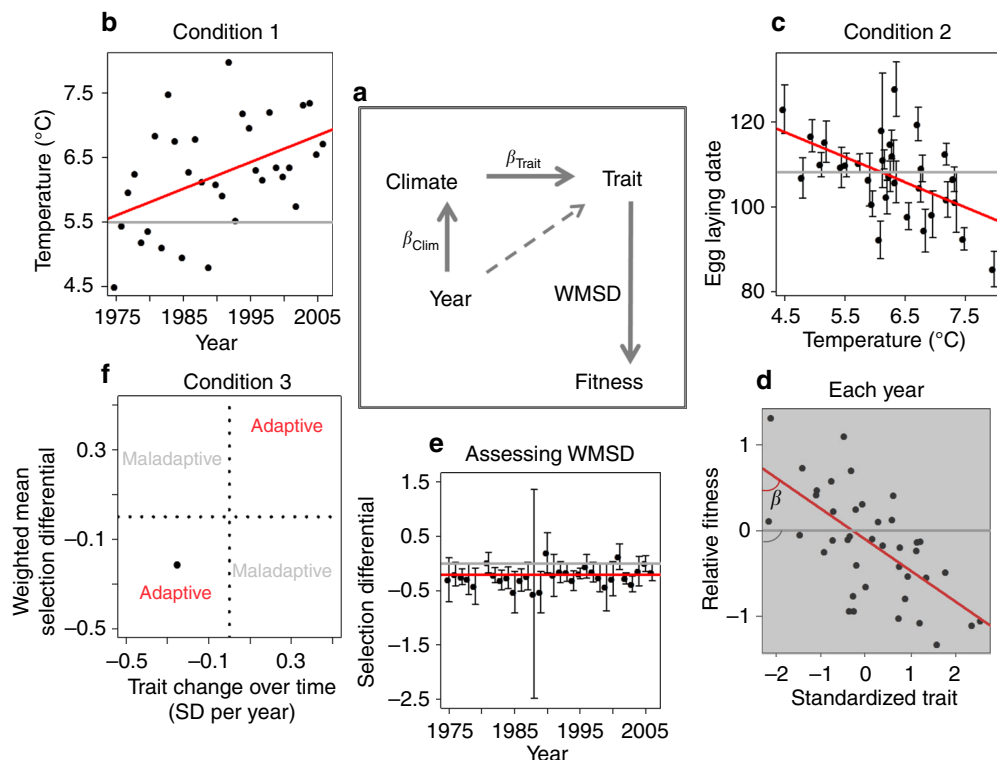 b
Condition 1
Temperature (°C)
7.5
6.5
5.5
4.5
1975
1985
1995
2005
Year
a
Climate
βTrait
Trait
βClim
Year
WMSD
Fitness
c
Condition 2
Egg laying date
120
100
80
4.5
5.5
6.5
7.5
Temperature (°C)
f
Condition 3
Weighted mean
selection differential
0.3
−0.1
−0.5
Adaptive
Maladaptive
Maladaptive
Adaptive
−0.5
−0.1
0.3
Trait change over time
(SD per year)
e
Assessing WMSD
Selection differential
1.5
0.5
−0.5
−1.5
−2.5
1975
1985
1995
2005
Year
d
Each year
Relative fitness
1
0
−1
β
−2
−1
0
1
2
Standardized trait